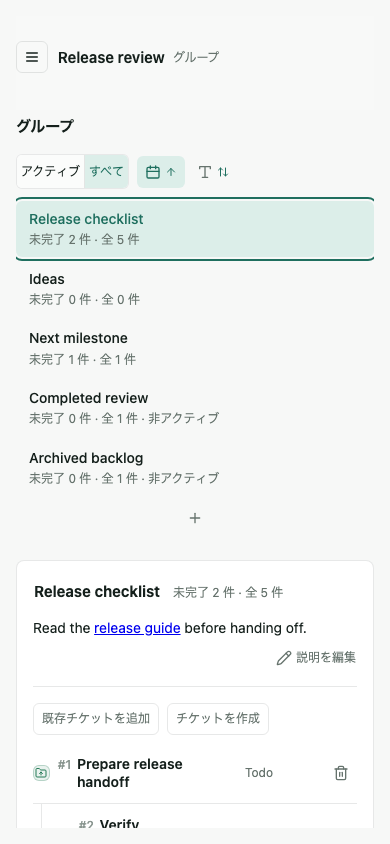 Release review グループ
グループ
アクティブ すべて
Release checklist
未完了 2 件 · 全 5 件
Ideas
未完了 0 件 · 全 0 件
Next milestone
未完了 1 件 · 全 1 件
Completed review
未完了 0 件 · 全 1 件 · 非アクティブ
Archived backlog
未完了 0 件 · 全 1 件 · 非アクティブ
Release checklist 未完了 2 件 · 全 5 件
Read the release guide before handing off.
説明を編集
既存チケットを追加 チケットを作成
#1 Prepare release handoff Todo
#2 Verify